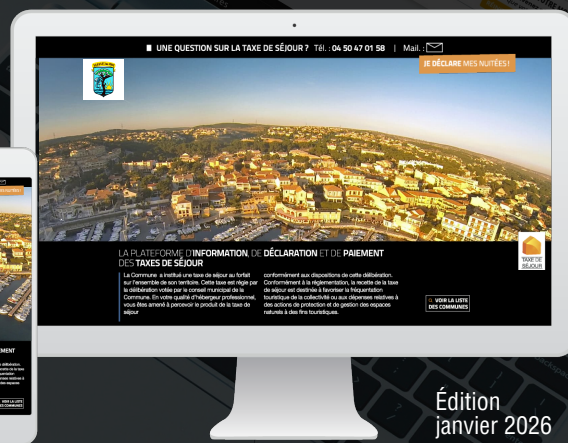 UNE QUESTION SUR LA TAXE DE SÉJOUR ? Tél. : 04 50 47 01 58 | Mail. :
JE DÉCLARE MES NUITÉES !
LA PLATEFORME D'INFORMATION, DE DÉCLARATION ET DE PAIEMENT
DES TAXES DE SÉJOUR
La Commune a institué une taxe de séjour au forfait
sur l'ensemble de son territoire. Cette taxe est régie par
la délibération votée par le conseil municipal de la
Commune. En votre qualité d'hébergeur professionnel,
vous êtes amené à percevoir le produit de la taxe de
séjour
conformément aux dispositions de cette délibération.
Conformément à la réglementation, la recette de la taxe
de séjour est destinée à favoriser la fréquentation
touristique de la collectivité ou aux dépenses relatives à
des actions de protection et de gestion des espaces
naturels à des fins touristiques.
TAXE DE
SÉJOUR
VOIR LA LISTE
DES COMMUNES
EMENT
VOIR LA LISTE
DES COMMUNES
Édition
janvier 2026